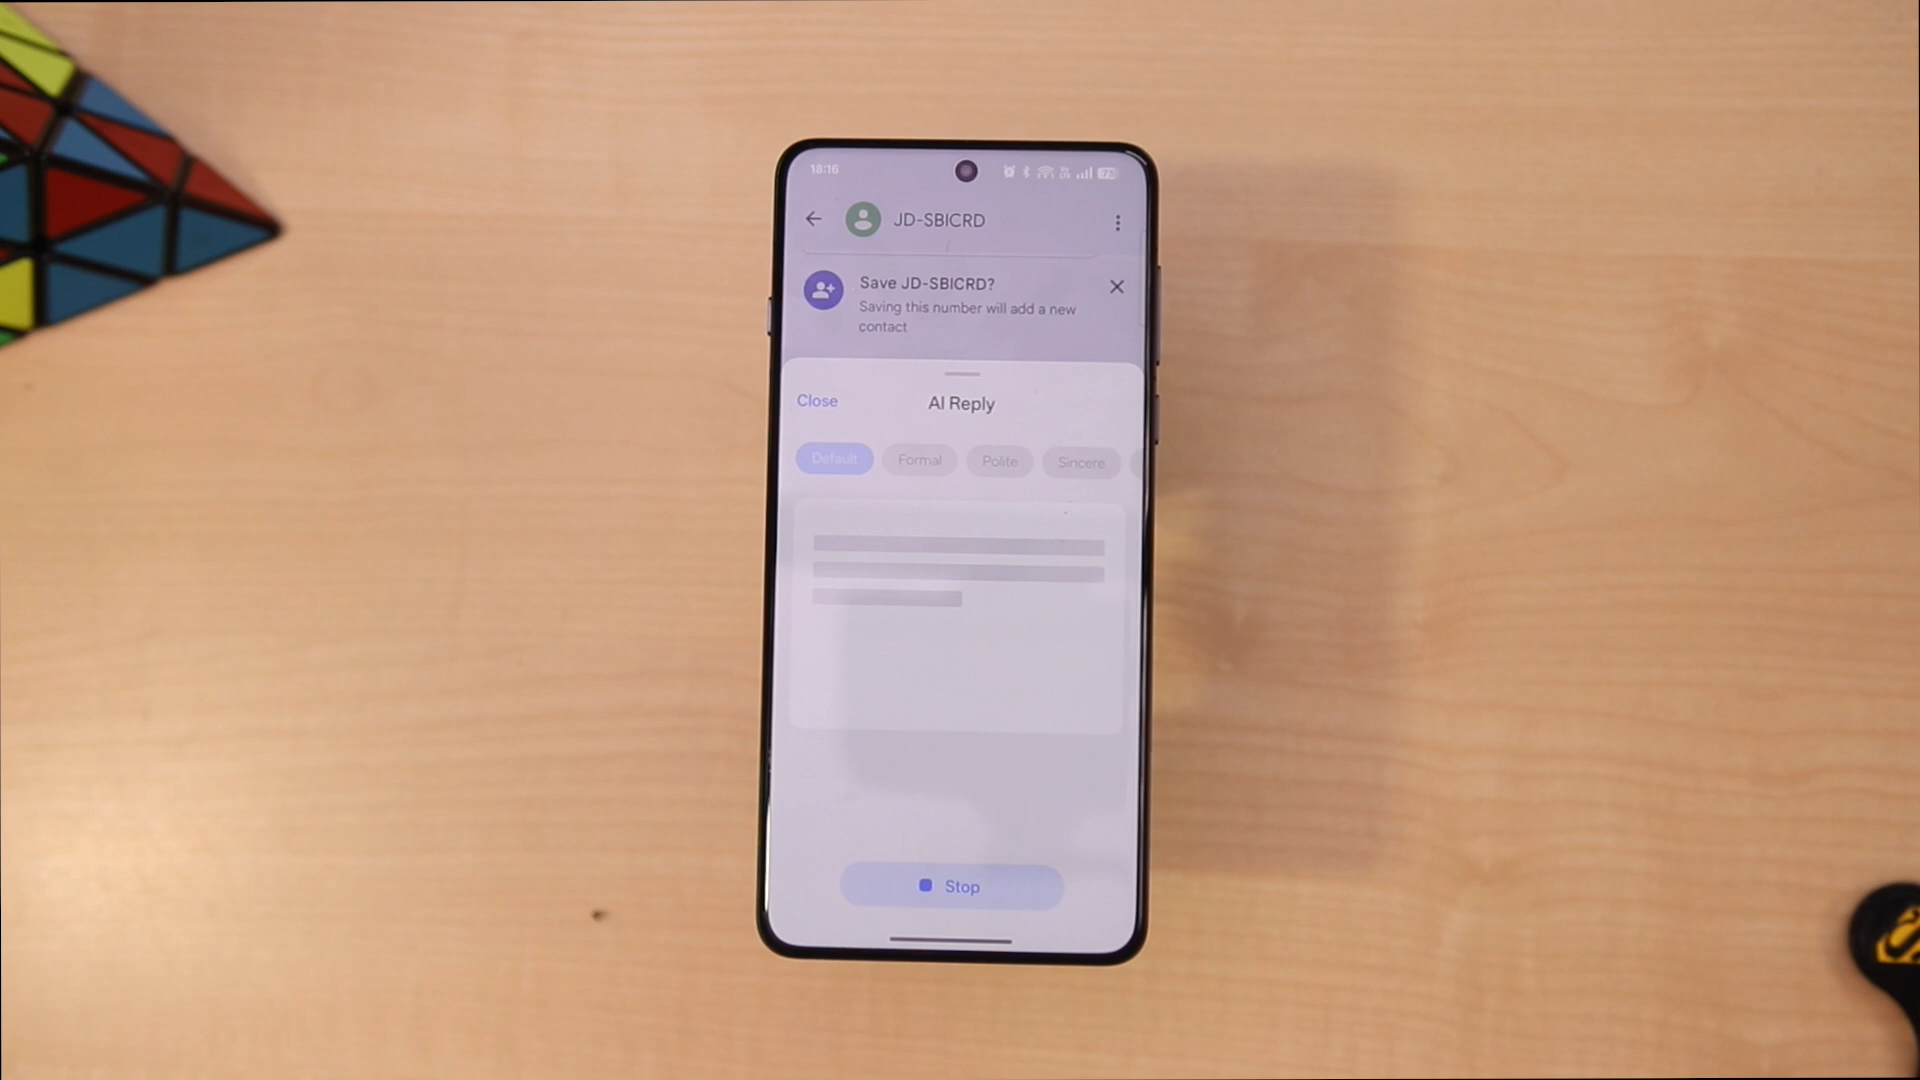 18:16
JD-SBICRD
Save JD-SBICRD?
Saving this number will add a new
contact
Close
AI Reply
Default
Formal
Polite
Sincere
Stop